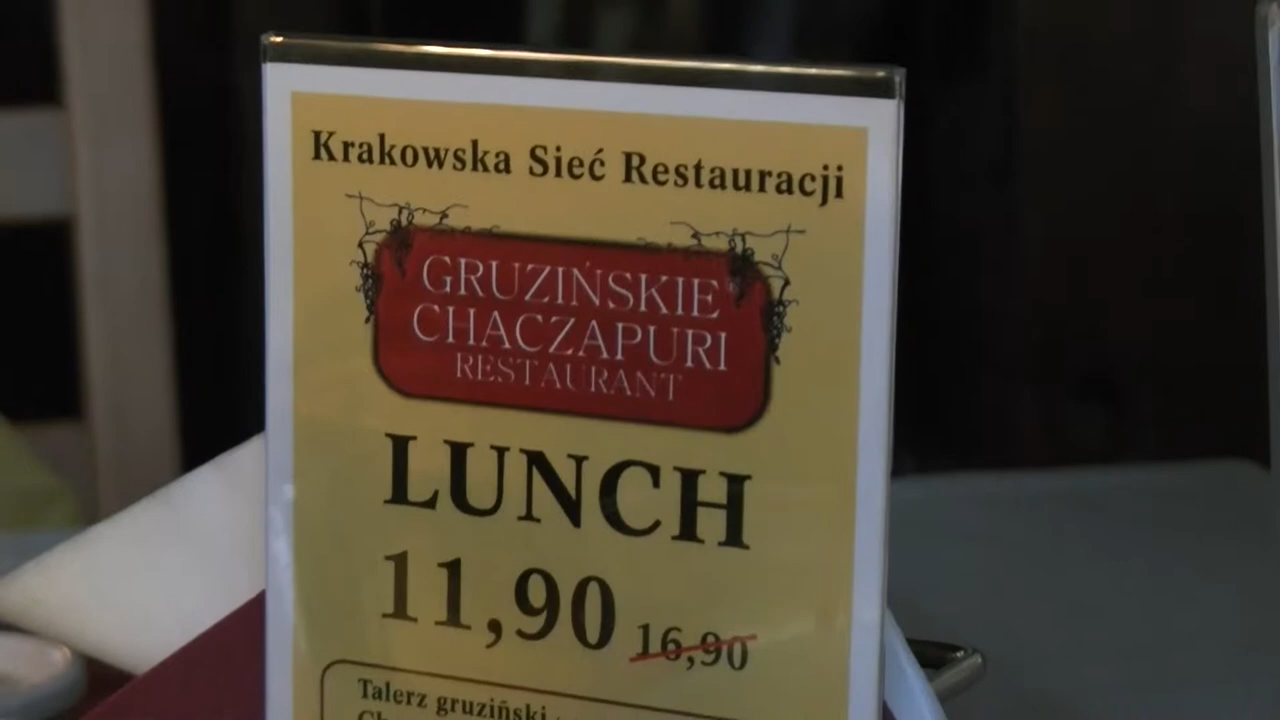 Krakowska Sieć Restauracji
GRUZIŃSKIE
CHACZAPURI
RESTAURANT
LUNCH
11,90 16,90
Talerz gruziński